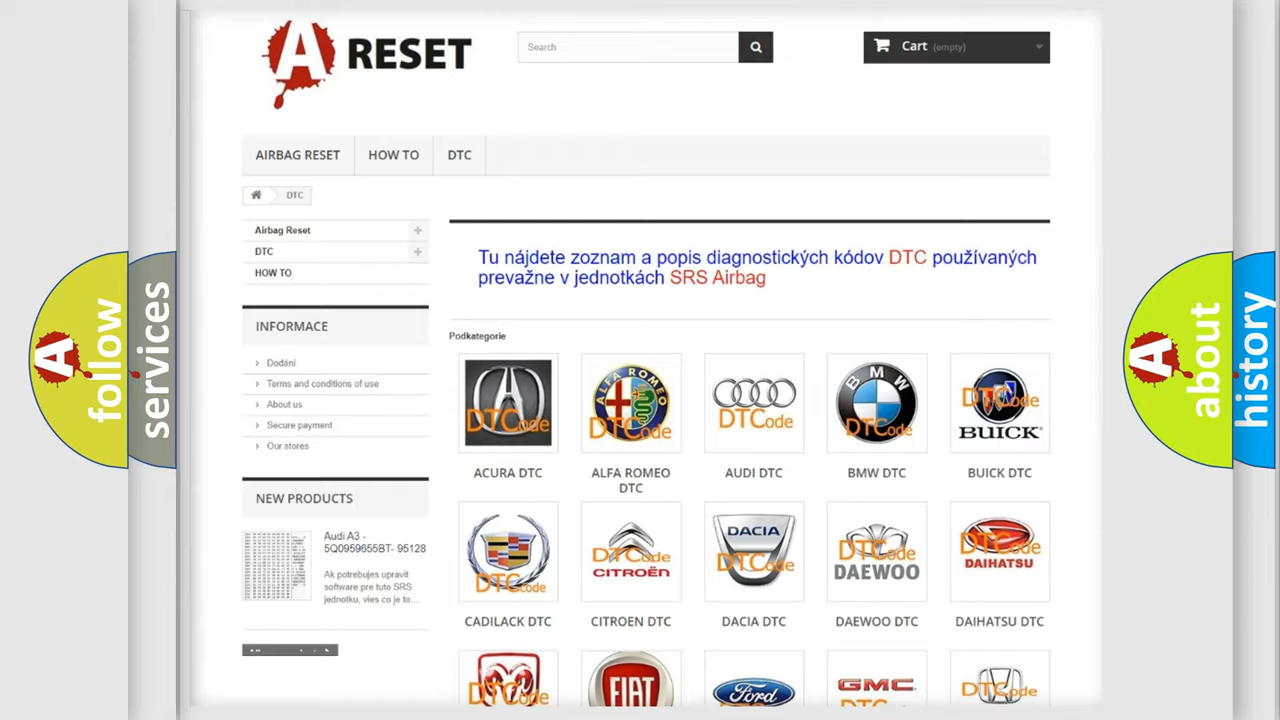 A RESET
Search
Cart (empty)
AIRBAG RESET
HOW TO
DTC
DTC
Airbag Reset
DTC
HOW TO
Tu nájdete zoznam a popis diagnostických kódov DTC používaných
prevažne v jednotkách SRS Airbag
INFORMACE
Dodání
Terms and conditions of use
About us
Secure payment
Our stores
NEW PRODUCTS
Audi A3 -
5Q0959655BT- 95128
Ak potrebujes upravit
software pre tuto SRS
jednotku, vies co je to...
Podkategorie
DTCode
ALFA ROMEO
DTCode
DTCode
BMW
DTCode
DTCode
BUICK
ACURA DTC
ALFA ROMEO
DTC
AUDI DTC
BMW DTC
BUICK DTC
DTCode
DTCode
CITROËN
DACIA
DTCode
DTCode
DAEWOO
DTCode
DAIHATSU
CADILACK DTC
CITROEN DTC
DACIA DTC
DAEWOO DTC
DAIHATSU DTC
DTCode
FIAT
Ford
GMC
DTCode
A follow
services
A about
history